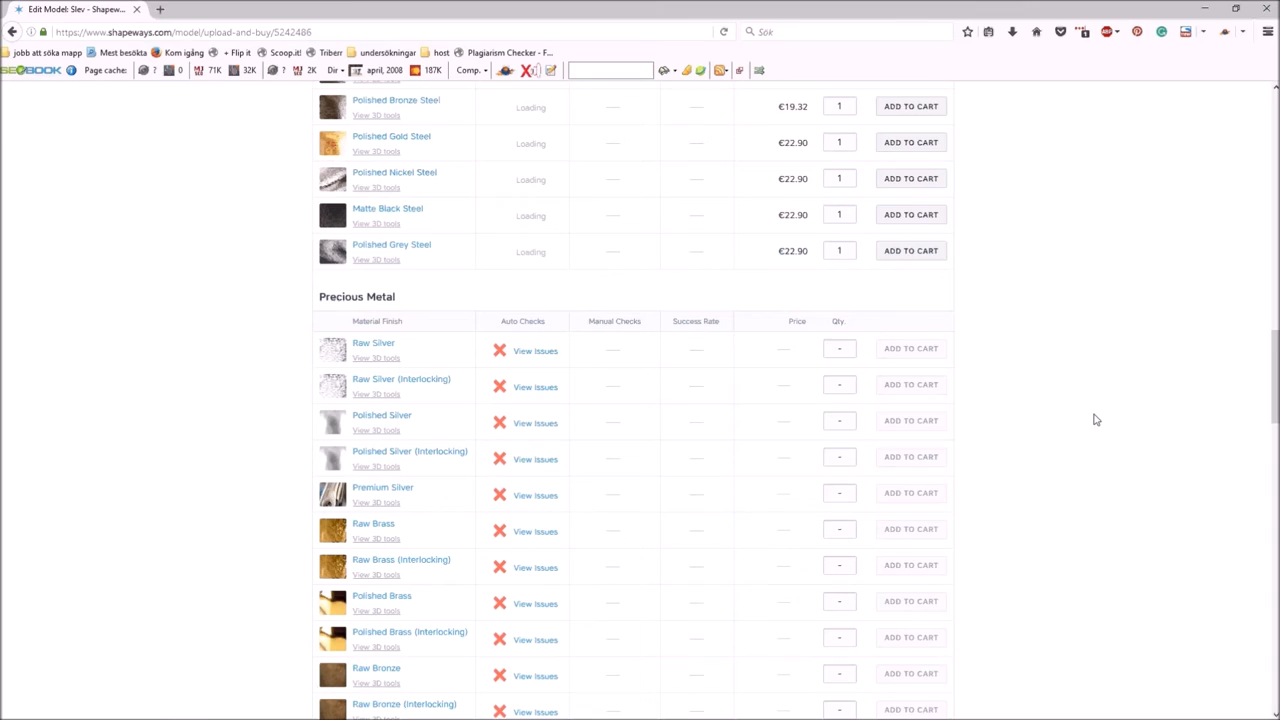 Edit Model: Slev - Shapew...
https://www.shapeways.com/model/upload-and-buy/5242486
Sök
jobb att söka mapp Mest besökta Kom igång + Flip it Scoop.it! Triberr undersökningar host Plagiarism Checker - F...
SEOBOOK Page cache: ? 0 71K 32K ? 2K Dir april, 2008 187K Comp.
View 3D tools
Polished Bronze Steel Loading €19.32 1 ADD TO CART
View 3D tools
Polished Gold Steel Loading €22.90 1 ADD TO CART
View 3D tools
Polished Nickel Steel Loading €22.90 1 ADD TO CART
View 3D tools
Matte Black Steel Loading €22.90 1 ADD TO CART
View 3D tools
Polished Grey Steel Loading €22.90 1 ADD TO CART
View 3D tools
Precious Metal
Material Finish Auto Checks Manual Checks Success Rate Price Qty.
Raw Silver View Issues - ADD TO CART
View 3D tools
Raw Silver (Interlocking) View Issues - ADD TO CART
View 3D tools
Polished Silver View Issues - ADD TO CART
View 3D tools
Polished Silver (Interlocking) View Issues - ADD TO CART
View 3D tools
Premium Silver View Issues - ADD TO CART
View 3D tools
Raw Brass View Issues - ADD TO CART
View 3D tools
Raw Brass (Interlocking) View Issues - ADD TO CART
View 3D tools
Polished Brass View Issues - ADD TO CART
View 3D tools
Polished Brass (Interlocking) View Issues - ADD TO CART
View 3D tools
Raw Bronze View Issues - ADD TO CART
View 3D tools
Raw Bronze (Interlocking) View Issues - ADD TO CART